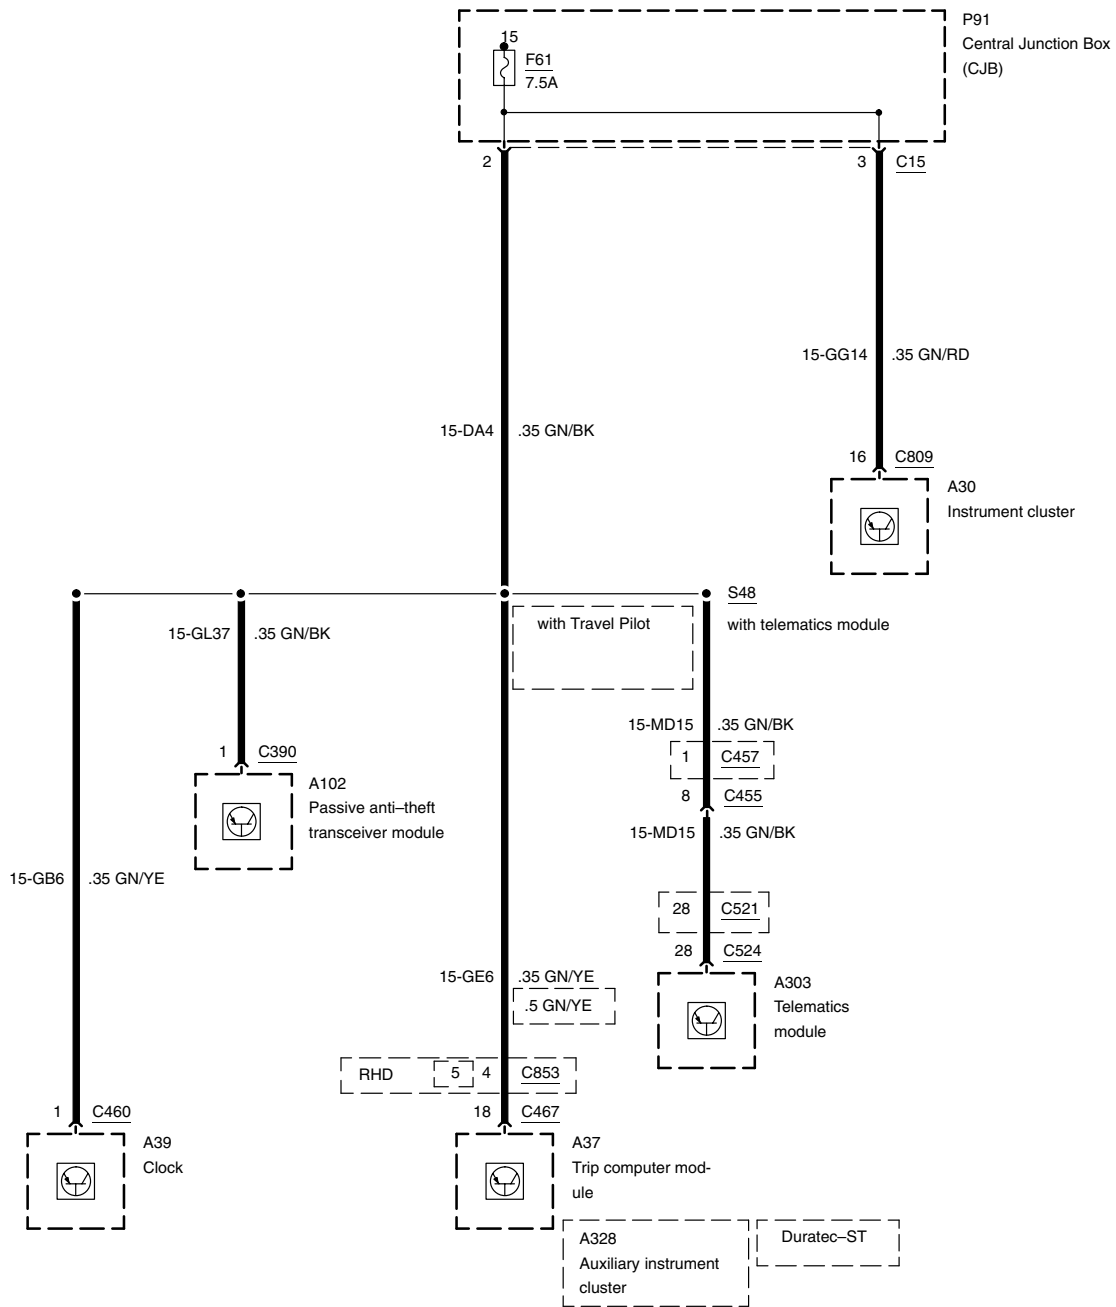 P91
Central Junction Box
(CJB)
15
F61
7.5A
2
3 C15
15-GG14 .35 GN/RD
15-DA4 .35 GN/BK
16 C809
A30
Instrument cluster
S48
with telematics module
with Travel Pilot
15-GL37 .35 GN/BK
15-MD15 .35 GN/BK
1 C457
8 C455
15-MD15 .35 GN/BK
1 C390
A102
Passive anti–theft
transceiver module
15-GB6 .35 GN/YE
28 C521
28 C524
A303
Telematics
module
15-GE6 .35 GN/YE
.5 GN/YE
RHD 5 4 C853
1 C460
18 C467
A39
Clock
A37
Trip computer mod-
ule
A328
Auxiliary instrument
cluster
Duratec–ST